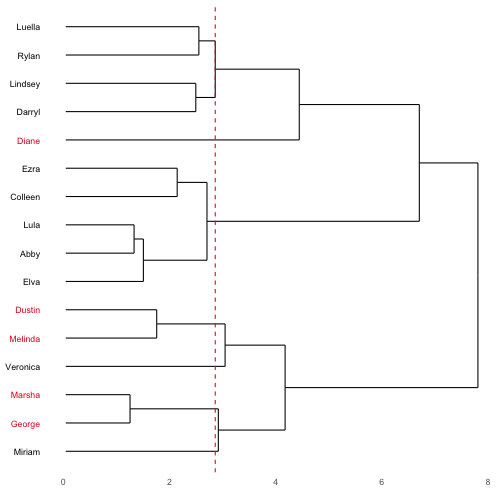 Luella
Rylan
Lindsey
Darryl
Diane
Ezra
Colleen
Lula
Abby
Elva
Dustin
Melinda
Veronica
Marsha
George
Miriam
0 2 4 6 8